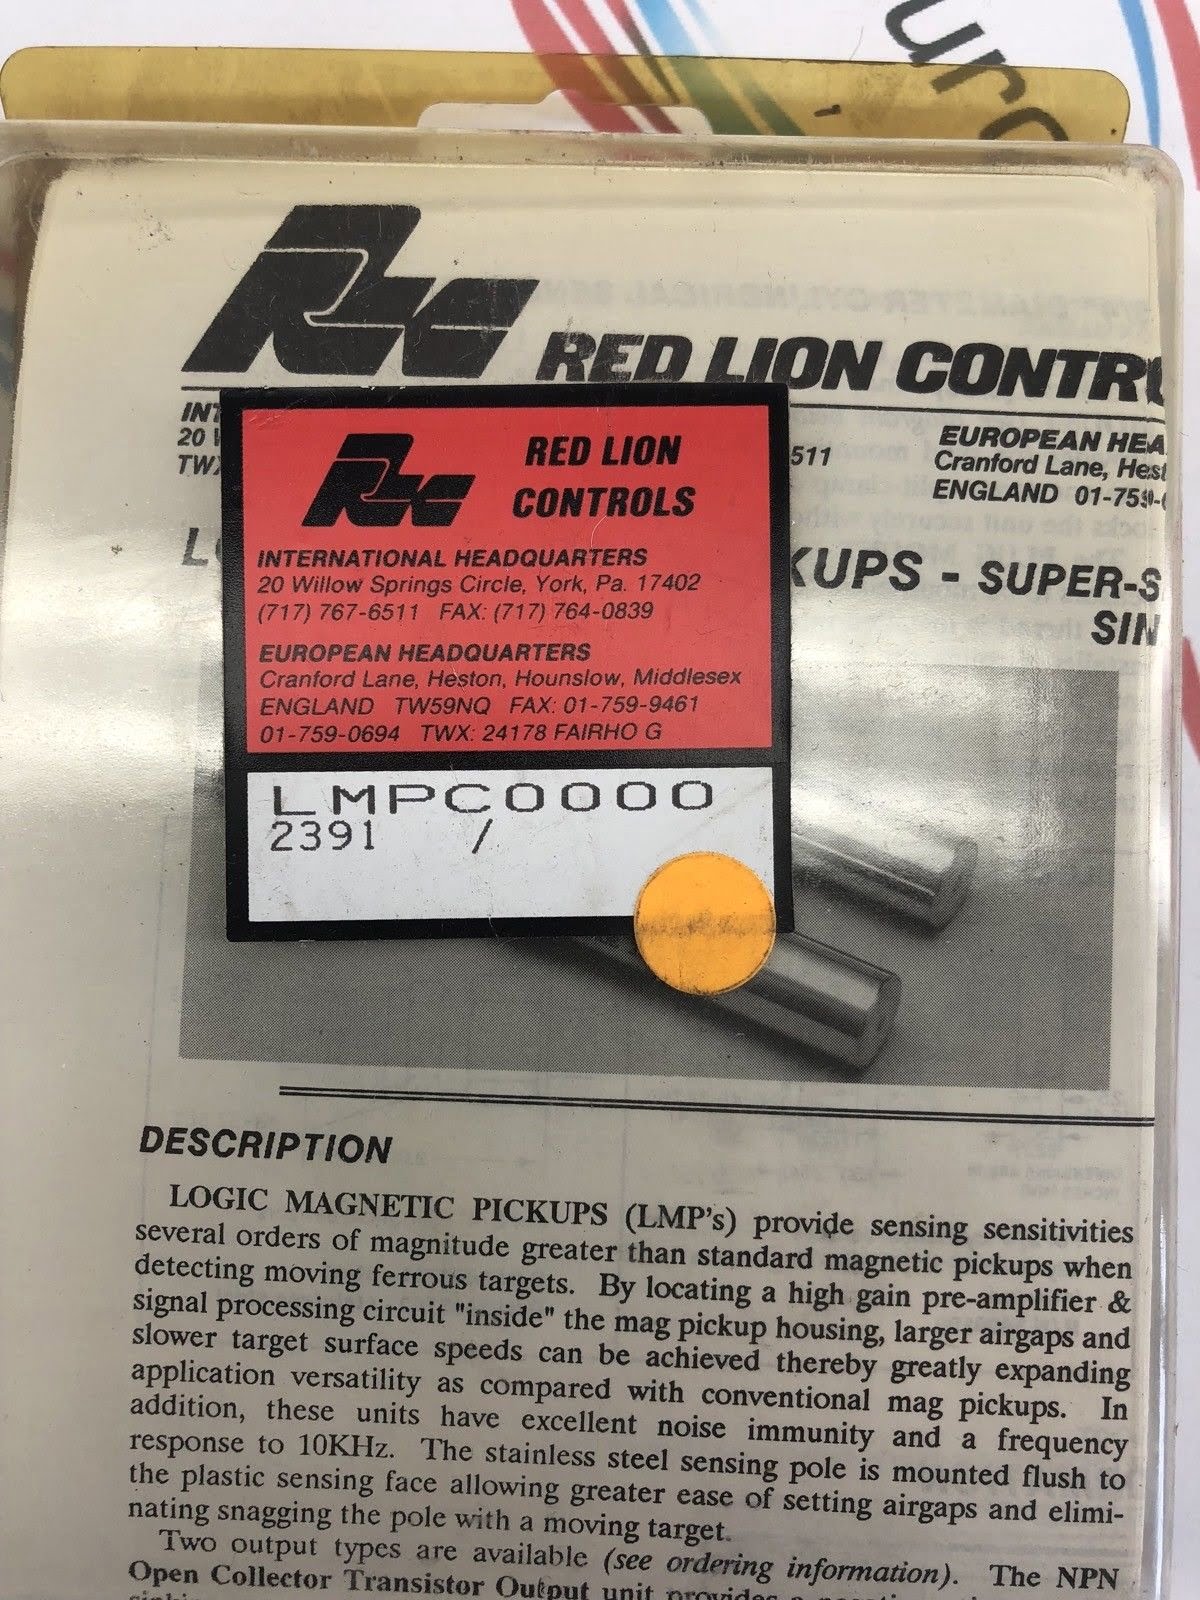 RED LION CONTR
20
TWX
511
EUROPEAN HEA
Cranford Lane, Hest
ENGLAND 01-759-
KUPS - SUPER-S
SIN
RED LION
CONTROLS
INTERNATIONAL HEADQUARTERS
20 Willow Springs Circle, York, Pa. 17402
(717) 767-6511 FAX: (717) 764-0839
EUROPEAN HEADQUARTERS
Cranford Lane, Heston, Hounslow, Middlesex
ENGLAND TW59NQ FAX: 01-759-9461
01-759-0694 TWX: 24178 FAIRHO G
LMPC0000
2391 /
DESCRIPTION
LOGIC MAGNETIC PICKUPS (LMP's) provide sensing sensitivities
several orders of magnitude greater than standard magnetic pickups when
detecting moving ferrous targets. By locating a high gain pre-amplifier &
signal processing circuit "inside" the mag pickup housing, larger airgaps and
slower target surface speeds can be achieved thereby greatly expanding
application versatility as compared with conventional mag pickups. In
addition, these units have excellent noise immunity and a frequency
response to 10KHz. The stainless steel sensing pole is mounted flush to
the plastic sensing face allowing greater ease of setting airgaps and elimi-
nating snagging the pole with a moving target.
Two output types are available (see ordering information). The NPN
Open Collector Transistor Output unit provides a